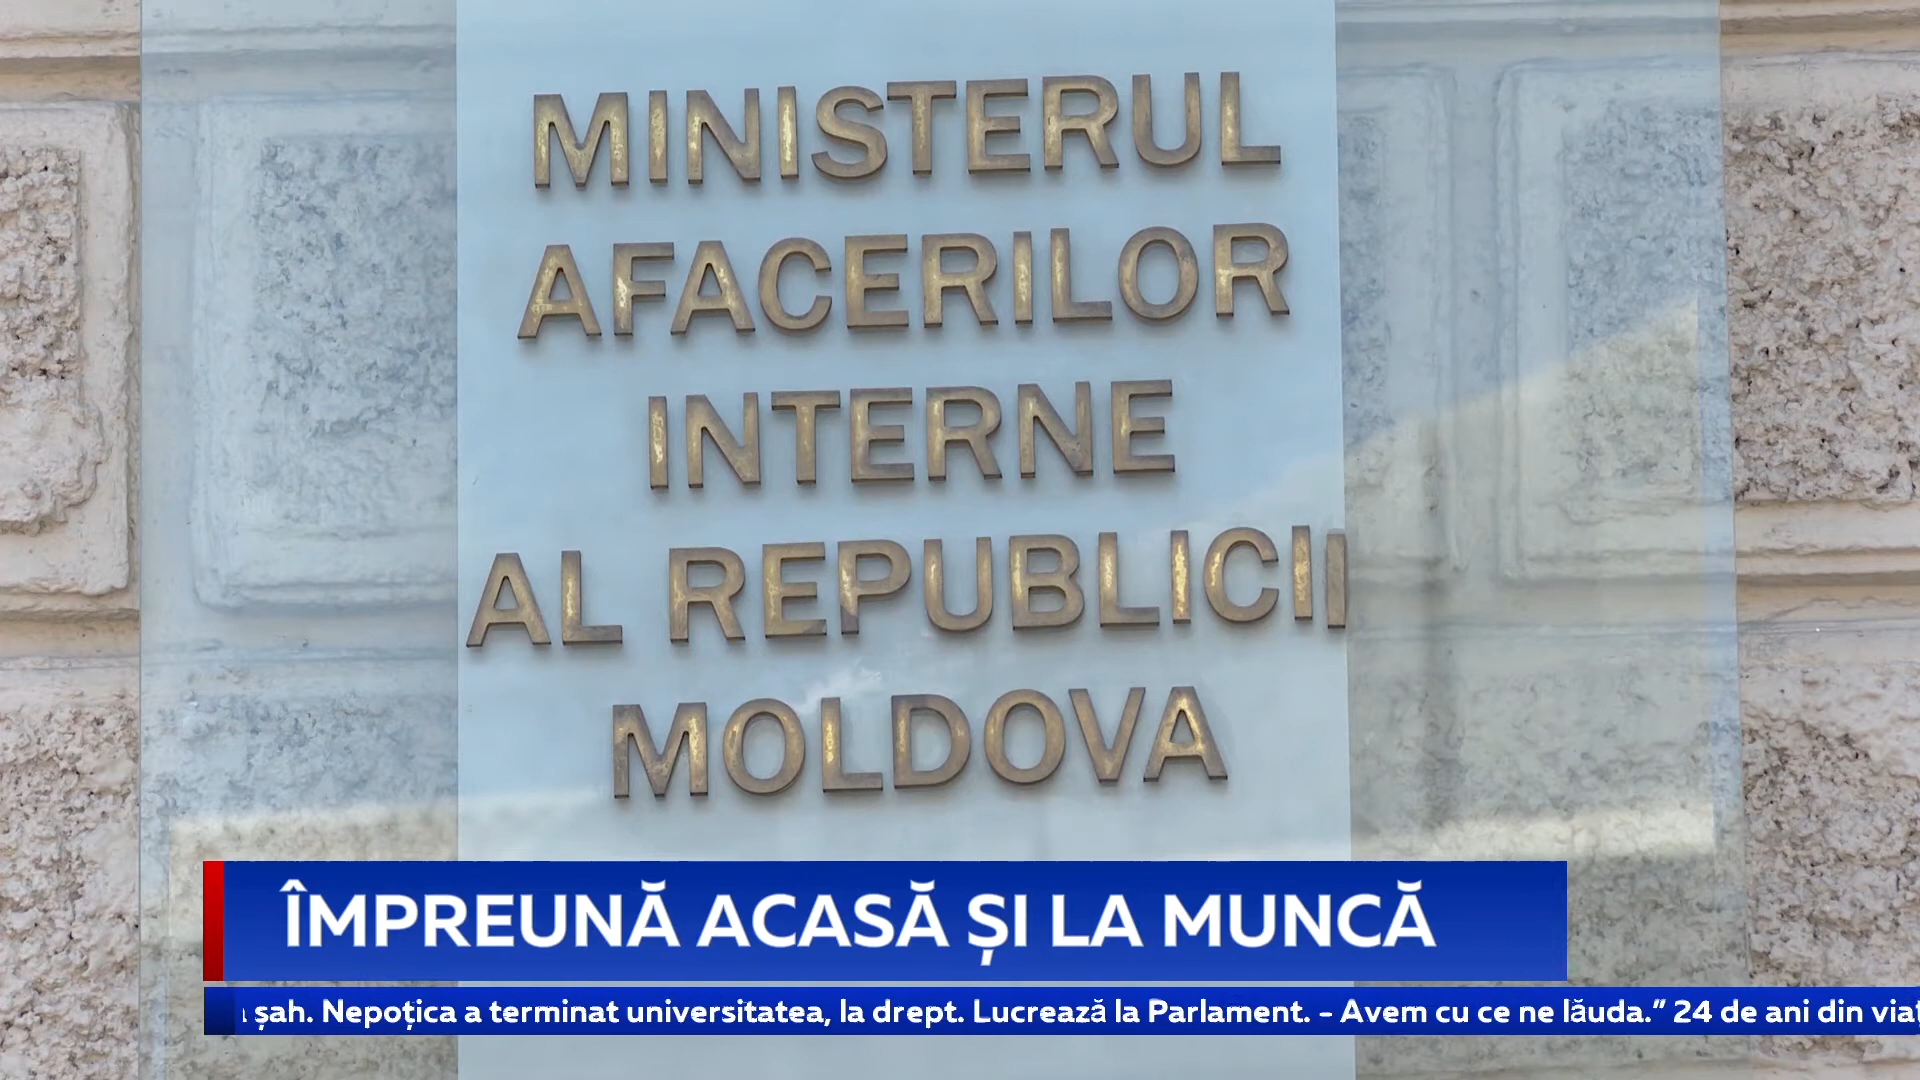 MINISTERUL
AFACERILOR
INTERNE
AL REPUBLICII
MOLDOVA
ÎMPREUNĂ ACASĂ ȘI LA MUNCĂ
șah. Nepoțica a terminat universitatea, la drept. Lucrează la Parlament. - Avem cu ce ne lăuda.” 24 de ani din